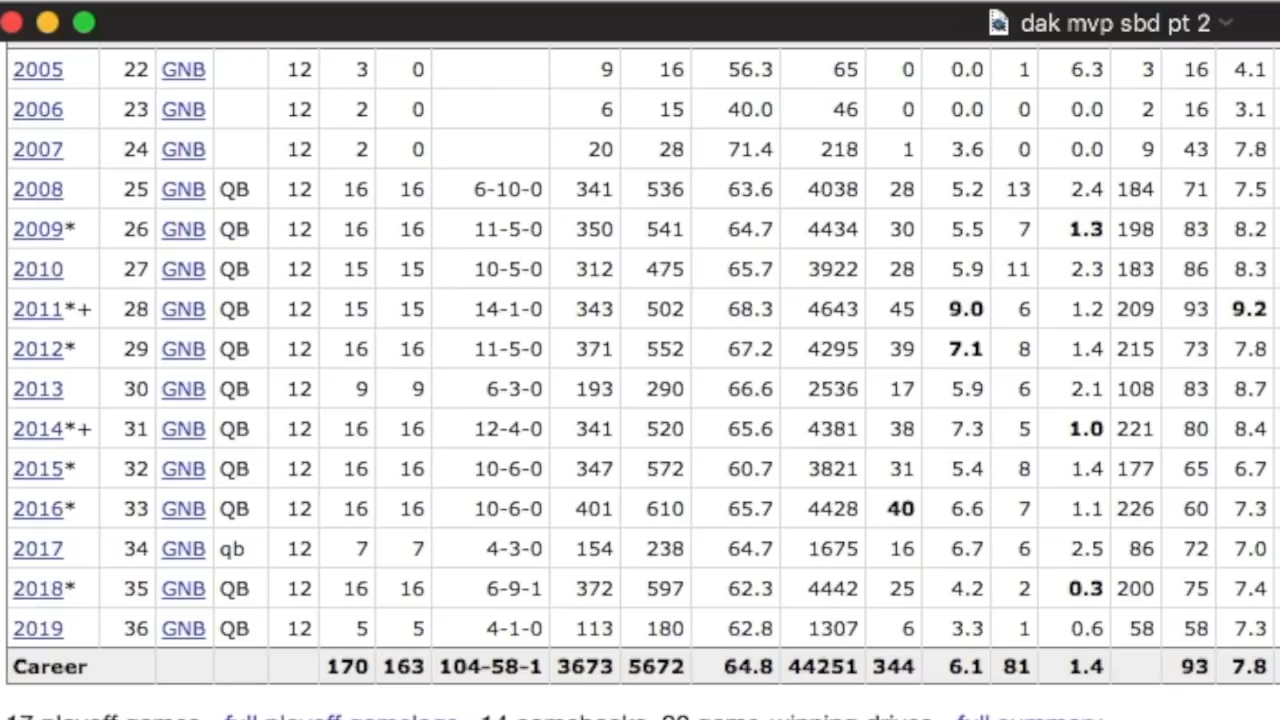 dak mvp sbd pt 2
2005 22 GNB 12 3 0 9 16 56.3 65 0 0.0 1 6.3 3 16 4.1
2006 23 GNB 12 2 0 6 15 40.0 46 0 0.0 0 0.0 2 16 3.1
2007 24 GNB 12 2 0 20 28 71.4 218 1 3.6 0 0.0 9 43 7.8
2008 25 GNB QB 12 16 16 6-10-0 341 536 63.6 4038 28 5.2 13 2.4 184 71 7.5
2009* 26 GNB QB 12 16 16 11-5-0 350 541 64.7 4434 30 5.5 7 1.3 198 83 8.2
2010 27 GNB QB 12 15 15 10-5-0 312 475 65.7 3922 28 5.9 11 2.3 183 86 8.3
2011*+ 28 GNB QB 12 15 15 14-1-0 343 502 68.3 4643 45 9.0 6 1.2 209 93 9.2
2012* 29 GNB QB 12 16 16 11-5-0 371 552 67.2 4295 39 7.1 8 1.4 215 73 7.8
2013 30 GNB QB 12 9 9 6-3-0 193 290 66.6 2536 17 5.9 6 2.1 108 83 8.7
2014*+ 31 GNB QB 12 16 16 12-4-0 341 520 65.6 4381 38 7.3 5 1.0 221 80 8.4
2015* 32 GNB QB 12 16 16 10-6-0 347 572 60.7 3821 31 5.4 8 1.4 177 65 6.7
2016* 33 GNB QB 12 16 16 10-6-0 401 610 65.7 4428 40 6.6 7 1.1 226 60 7.3
2017 34 GNB qb 12 7 7 4-3-0 154 238 64.7 1675 16 6.7 6 2.5 86 72 7.0
2018* 35 GNB QB 12 16 16 6-9-1 372 597 62.3 4442 25 4.2 2 0.3 200 75 7.4
2019 36 GNB QB 12 5 5 4-1-0 113 180 62.8 1307 6 3.3 1 0.6 58 58 7.3
Career 170 163 104-58-1 3673 5672 64.8 44251 344 6.1 81 1.4 93 7.8